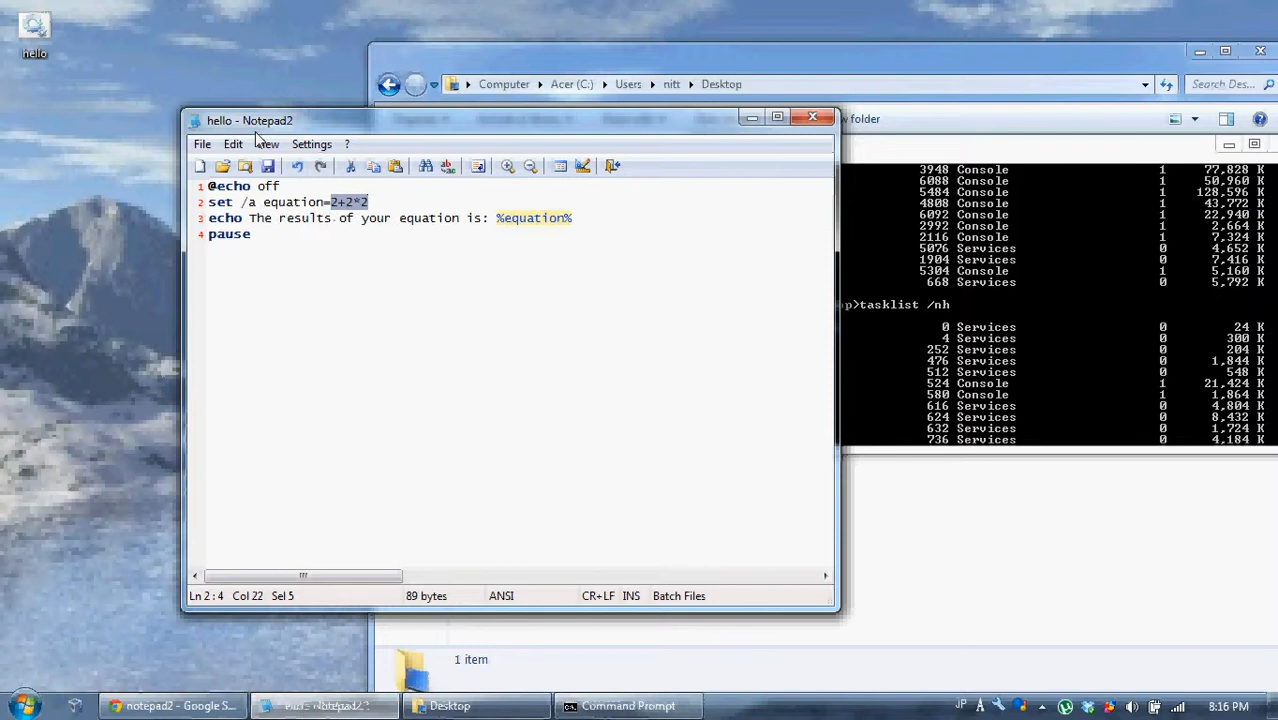 hello
Computer
Acer (C:)
Users
nitt
Desktop
Search Des...
w folder
hello - Notepad2
File
Edit
Settings
?
1 @echo off
2 set /a equation=2+2*2
3 echo The results of your equation is: %equation%
4 pause
3948 Console 1 77,828 K
6088 Console 1 50,960 K
5484 Console 1 128,596 K
4808 Console 1 43,772 K
6092 Console 1 22,940 K
2992 Console 1 2,664 K
2116 Console 1 7,324 K
5076 Services 0 4,652 K
1904 Services 0 7,416 K
5304 Console 1 5,160 K
668 Services 0 5,792 K
op>tasklist /nh
0 Services 0 24 K
4 Services 0 300 K
252 Services 0 204 K
476 Services 0 1,844 K
512 Services 0 548 K
524 Console 1 21,424 K
580 Console 1 1,864 K
616 Services 0 4,804 K
624 Services 0 8,432 K
632 Services 0 1,724 K
736 Services 0 4,184 K
Ln 2 : 4 Col 22 Sel 5
89 bytes
ANSI
CR+LF INS
Batch Files
1 item
notepad2 - Google S...
Desktop
Command Prompt
JP
8:16 PM